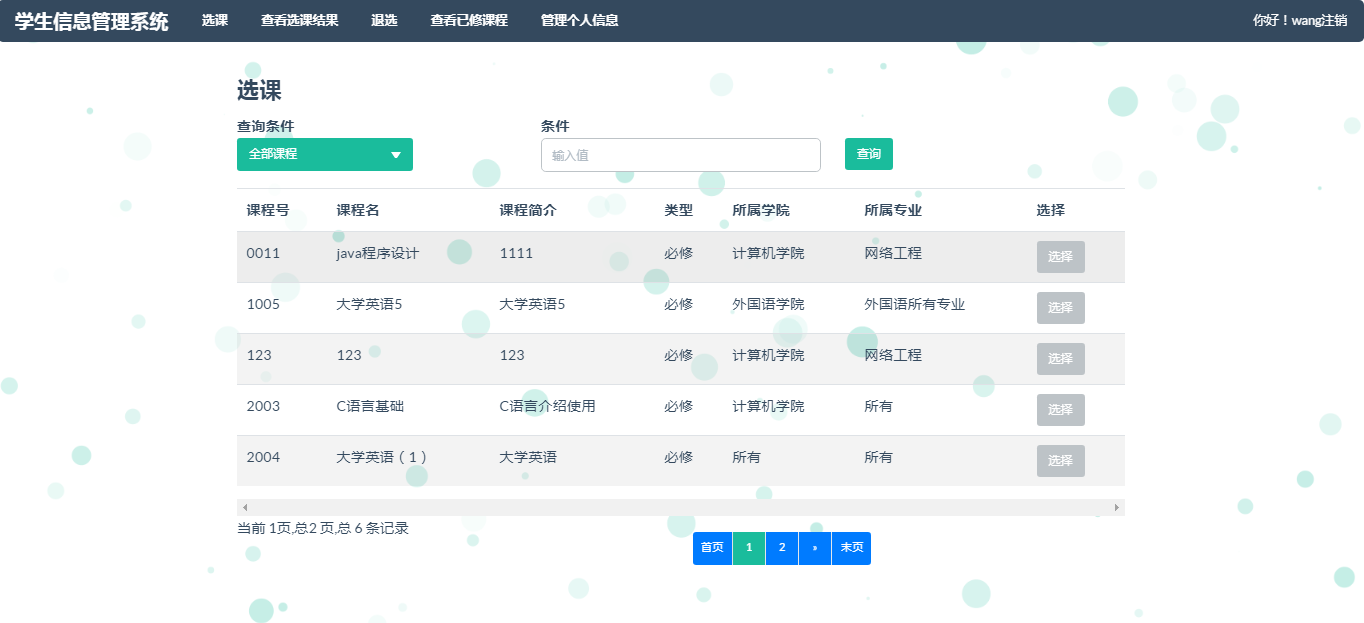 学生信息管理系统 选课 查看选课结果 退选 查看已修课程 管理个人信息 你好！wang注销
选课
查询条件 条件
全部课程 输入值 查询
课程号 课程名 课程简介 类型 所属学院 所属专业 选择
0011 java程序设计 1111 必修 计算机学院 网络工程 选择
1005 大学英语5 大学英语5 必修 外国语学院 外国语所有专业 选择
123 123 123 必修 计算机学院 网络工程 选择
2003 C语言基础 C语言介绍使用 必修 计算机学院 所有 选择
2004 大学英语（1） 大学英语 必修 所有 所有 选择
当前 1页,总2 页,总 6 条记录
首页 1 2 » 末页